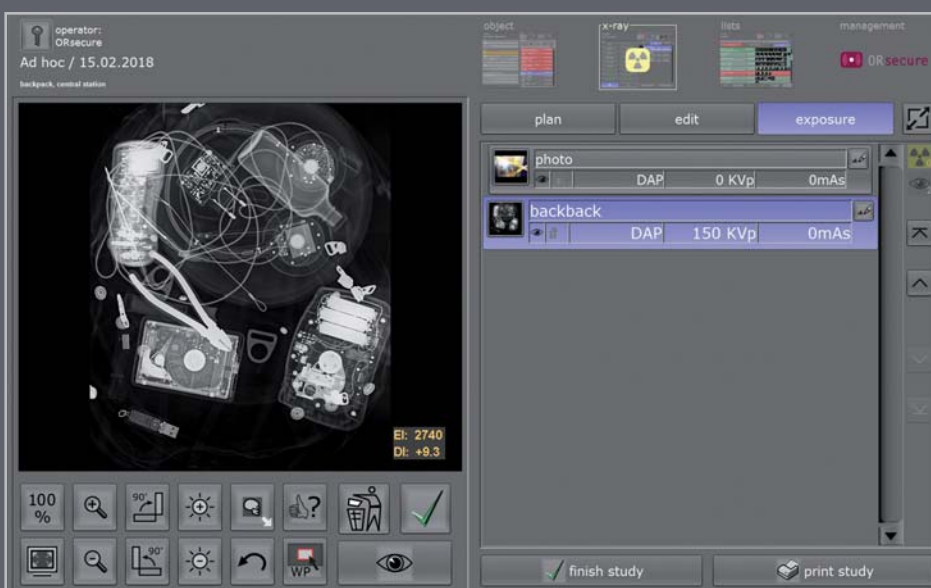 operator:
ORsecure
Ad hoc / 15.02.2018
backpack, central station
object
x-ray
lists
management
ORsecure
plan
edit
exposure
photo
DAP
0 KVp
0mAs
backback
DAP
150 KVp
0mAs
EI: 2740
DI: +9.3
100
%
90°
?
90°
WP
finish study
print study